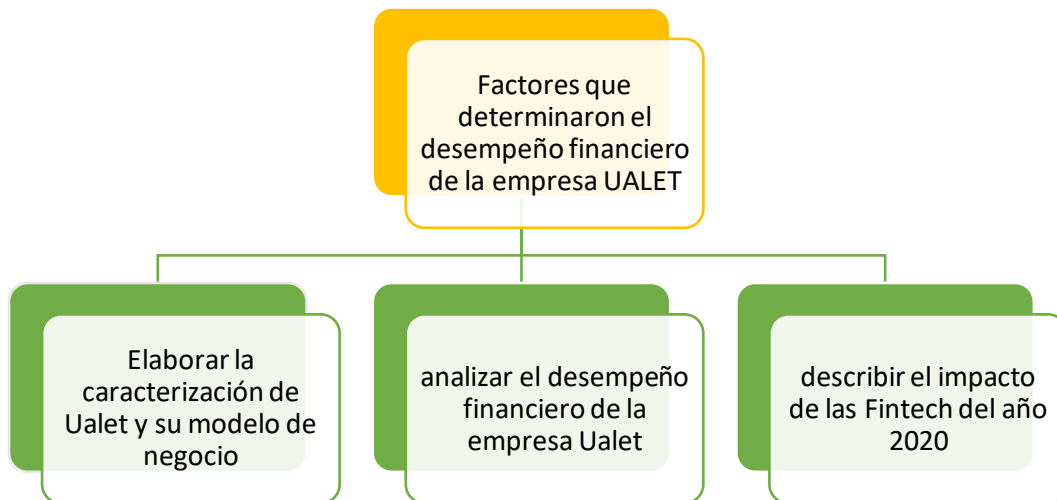 Factores que
determinaron el
desempeño financiero
de la empresa UALET
Elaborar la
caracterización de
Ualet y su modelo de
negocio
analizar el desempeño
financiero de la
empresa Ualet
describir el impacto
de las Fintech del año
2020